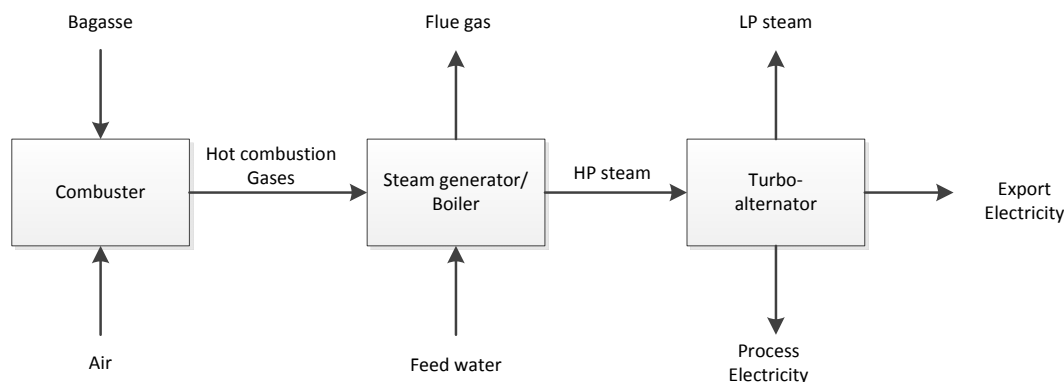 Bagasse
Flue gas
LP steam
Combuster
Hot combustion
Gases
Steam generator/
Boiler
HP steam
Turbo-
alternator
Export
Electricity
Air
Feed water
Process
Electricity